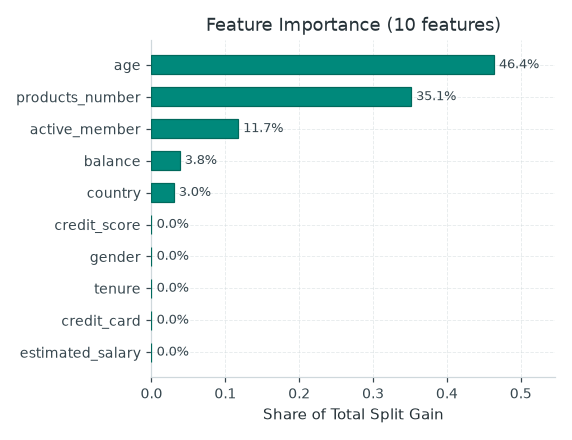 Feature Importance (10 features)
age 46.4%
products_number 35.1%
active_member 11.7%
balance 3.8%
country 3.0%
credit_score 0.0%
gender 0.0%
tenure 0.0%
credit_card 0.0%
estimated_salary 0.0%
0.0 0.1 0.2 0.3 0.4 0.5
Share of Total Split Gain